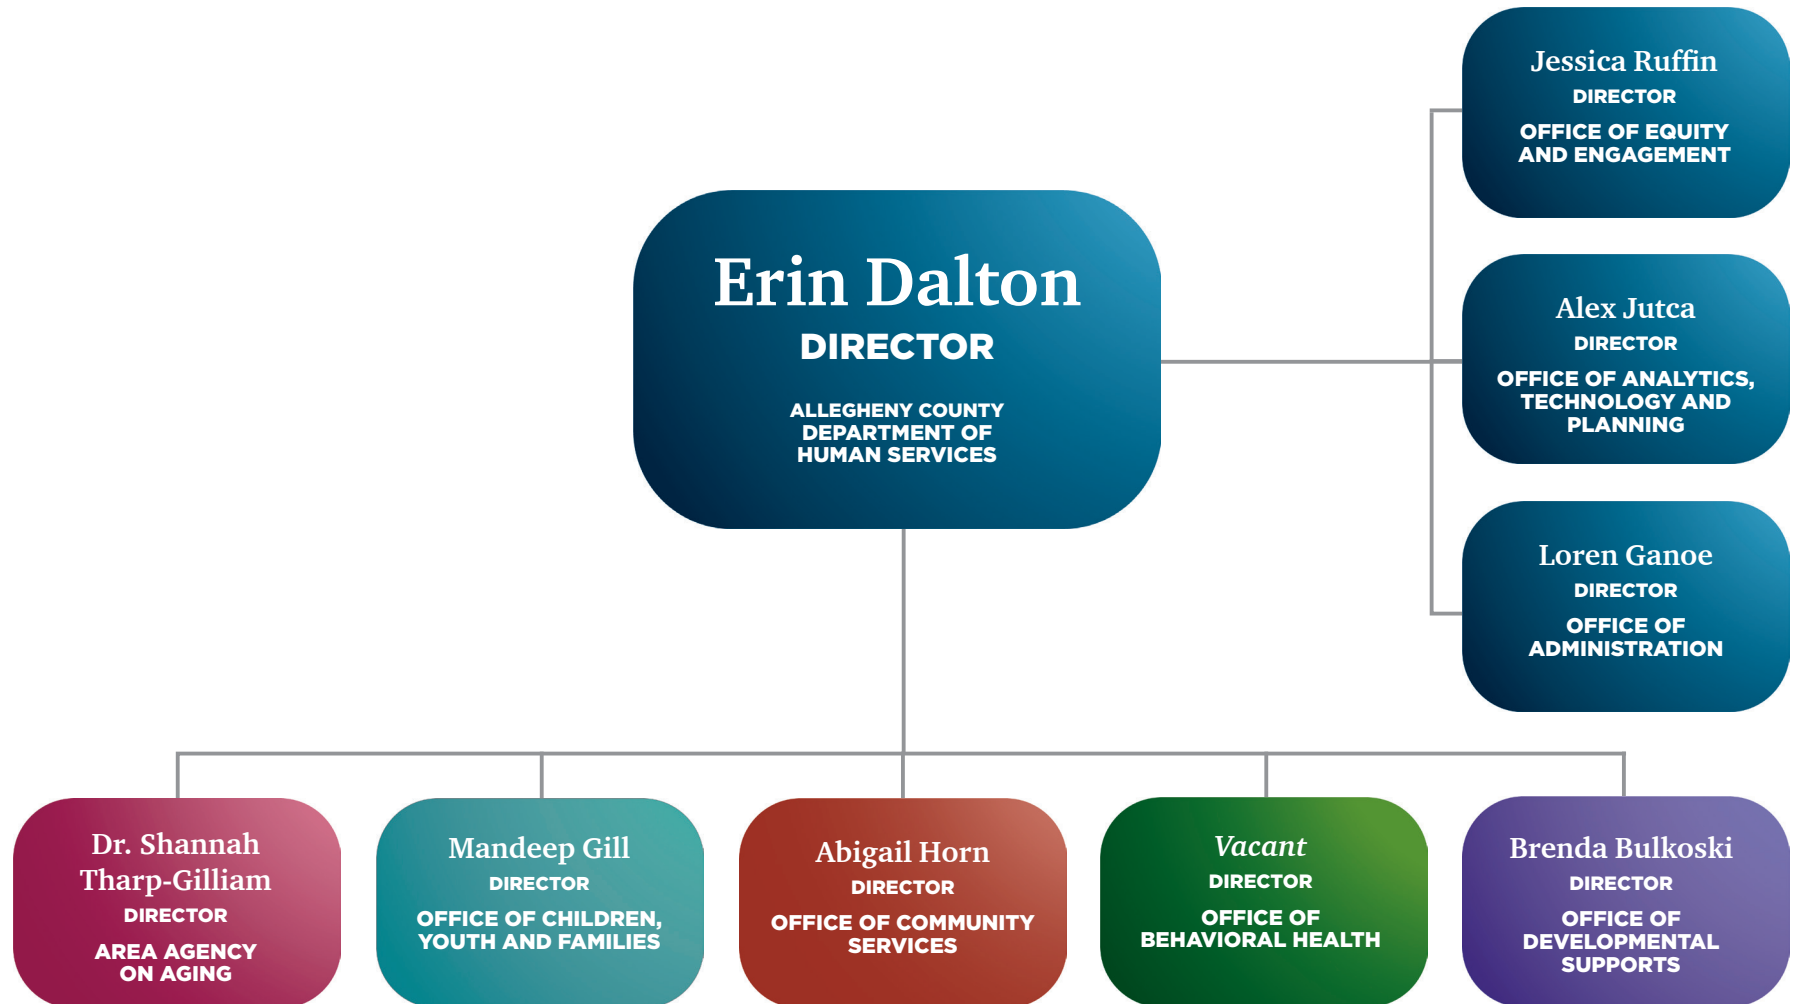 Jessica Ruffin
DIRECTOR
OFFICE OF EQUITY
AND ENGAGEMENT
Erin Dalton
DIRECTOR
ALLEGHENY COUNTY
DEPARTMENT OF
HUMAN SERVICES
Alex Jutca
DIRECTOR
OFFICE OF ANALYTICS,
TECHNOLOGY AND
PLANNING
Loren Ganoe
DIRECTOR
OFFICE OF
ADMINISTRATION
Dr. Shannah
Tharp-Gilliam
DIRECTOR
AREA AGENCY
ON AGING
Mandeep Gill
DIRECTOR
OFFICE OF CHILDREN,
YOUTH AND FAMILIES
Abigail Horn
DIRECTOR
OFFICE OF COMMUNITY
SERVICES
Vacant
DIRECTOR
OFFICE OF
BEHAVIORAL HEALTH
Brenda Bulkoski
DIRECTOR
OFFICE OF
DEVELOPMENTAL
SUPPORTS